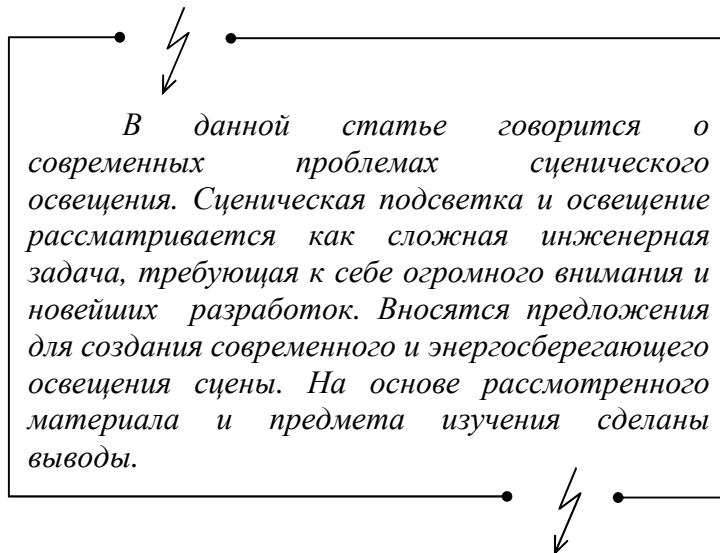 В данной статье говорится о
современных проблемах сценического
освещения. Сценическая подсветка и освещение
рассматривается как сложная инженерная
задача, требующая к себе огромного внимания и
новейших разработок. Вносятся предложения
для создания современного и энергосберегающего
освещения сцены. На основе рассмотренного
материала и предмета изучения сделаны
выводы.